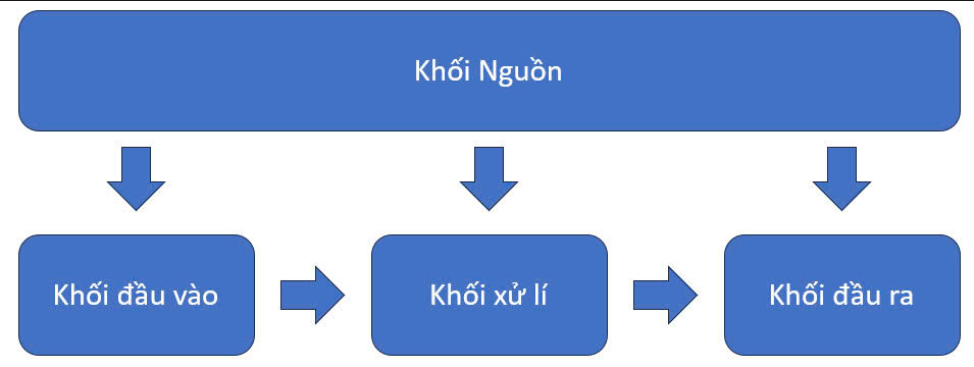 Khối Nguồn
Khối đầu vào
Khối xử lí
Khối đầu ra